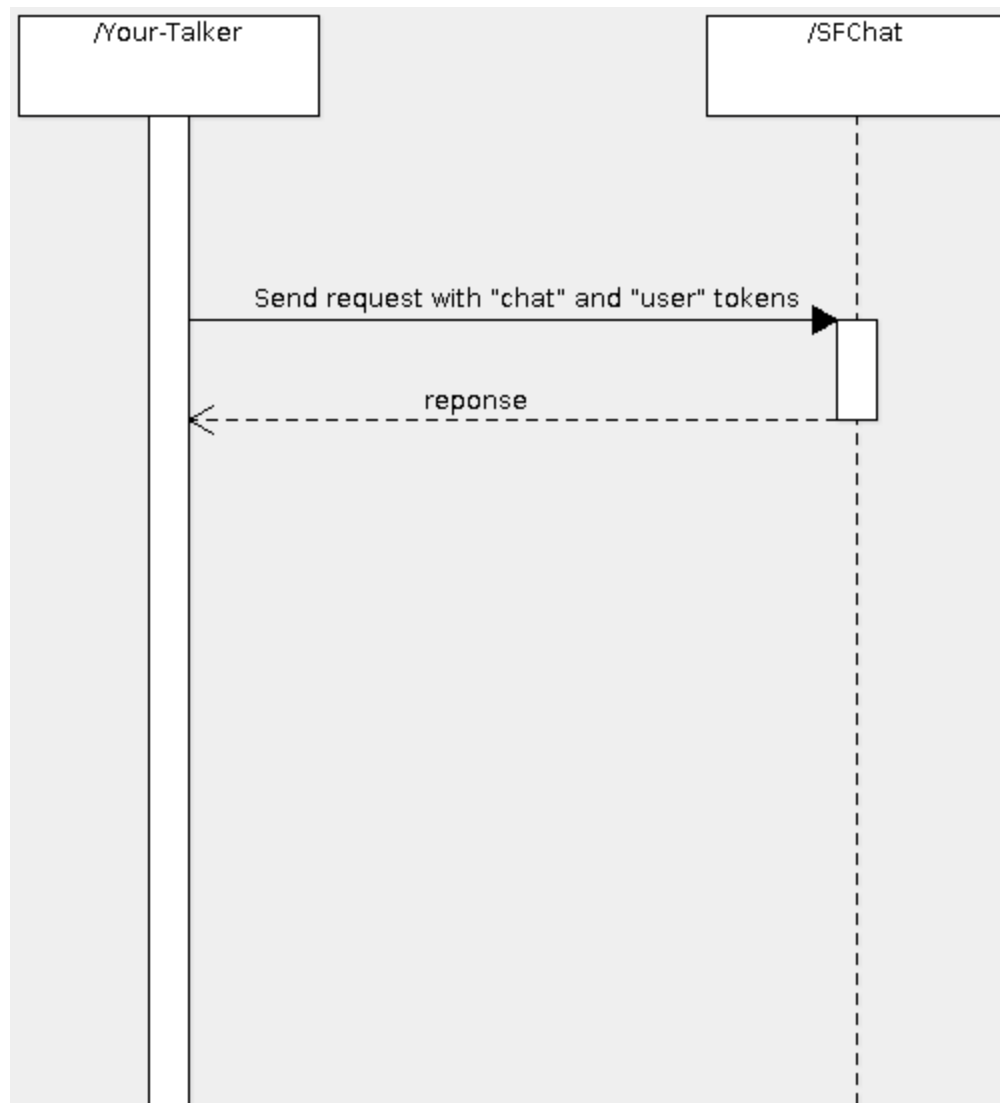 /Your-Talker
/SFChat
Send request with "chat" and "user" tokens
reponse